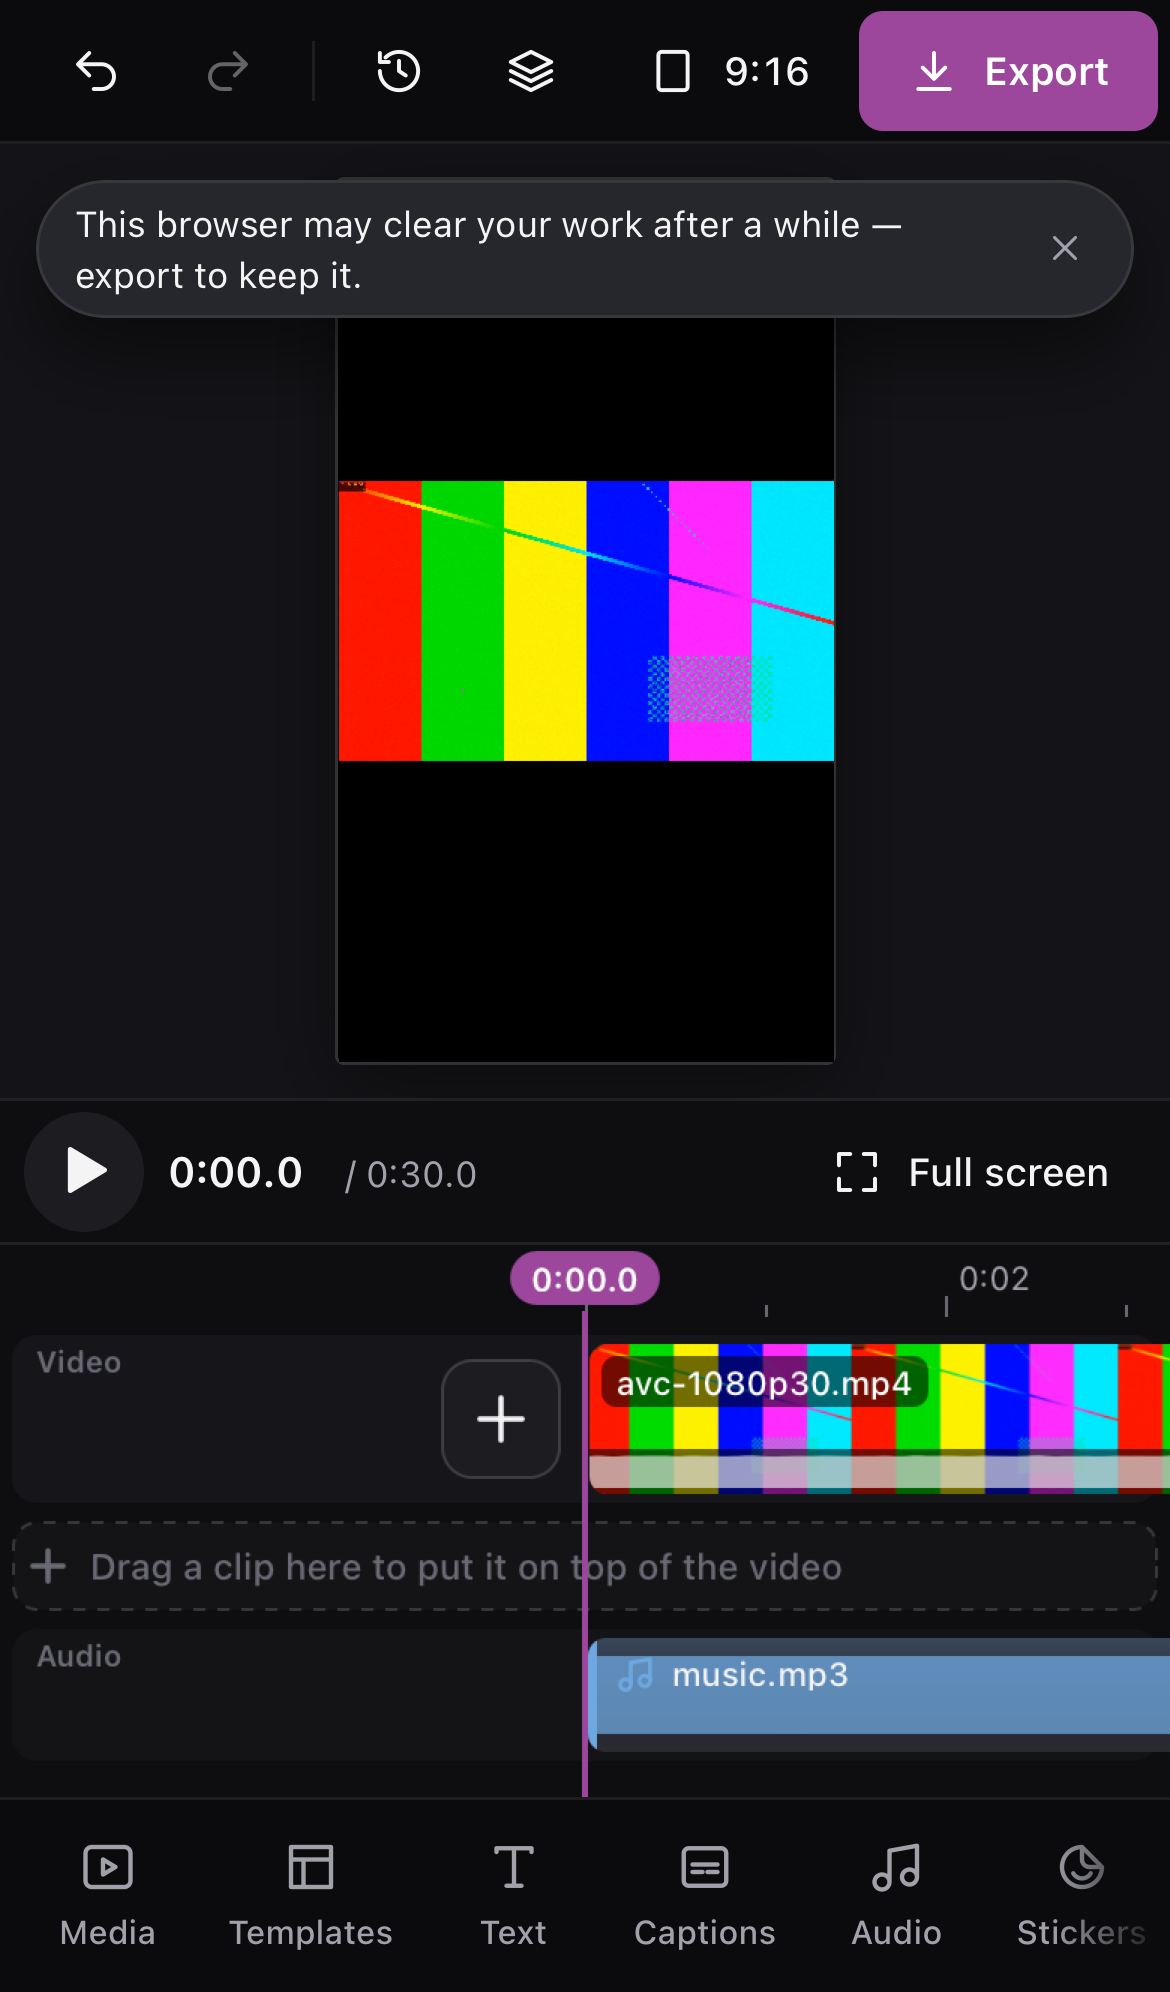 9:16
Export
This browser may clear your work after a while —
export to keep it.
0:00.0 / 0:30.0
Full screen
0:00.0
0:02
Video
avc-1080p30.mp4
Drag a clip here to put it on top of the video
Audio
music.mp3
Media
Templates
Text
Captions
Audio
Stickers